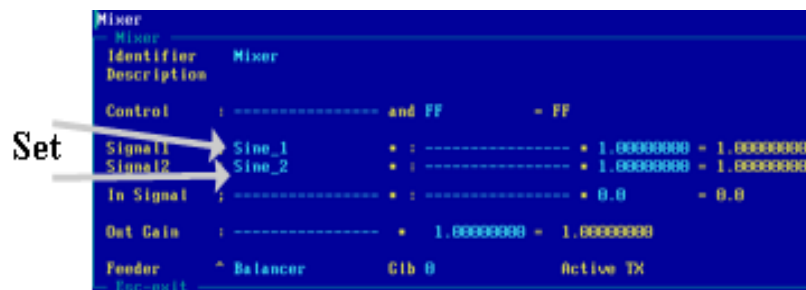 Mixer
Mixer
Identifier Mixer
Description
Control : ---------------- and FF = FF
Set
Signal1 Sine_1 * : ---------------- * 1.00000000 = 1.00000000
Signal2 Sine_2 * : ---------------- * 1.00000000 = 1.00000000
In Signal : ---------------- * : ---------------- * 0.0 = 0.0
Out Gain : ---------------- * 1.00000000 = 1.00000000
Feeder ^ Balancer Glb 0 Active TX
Esc-exit